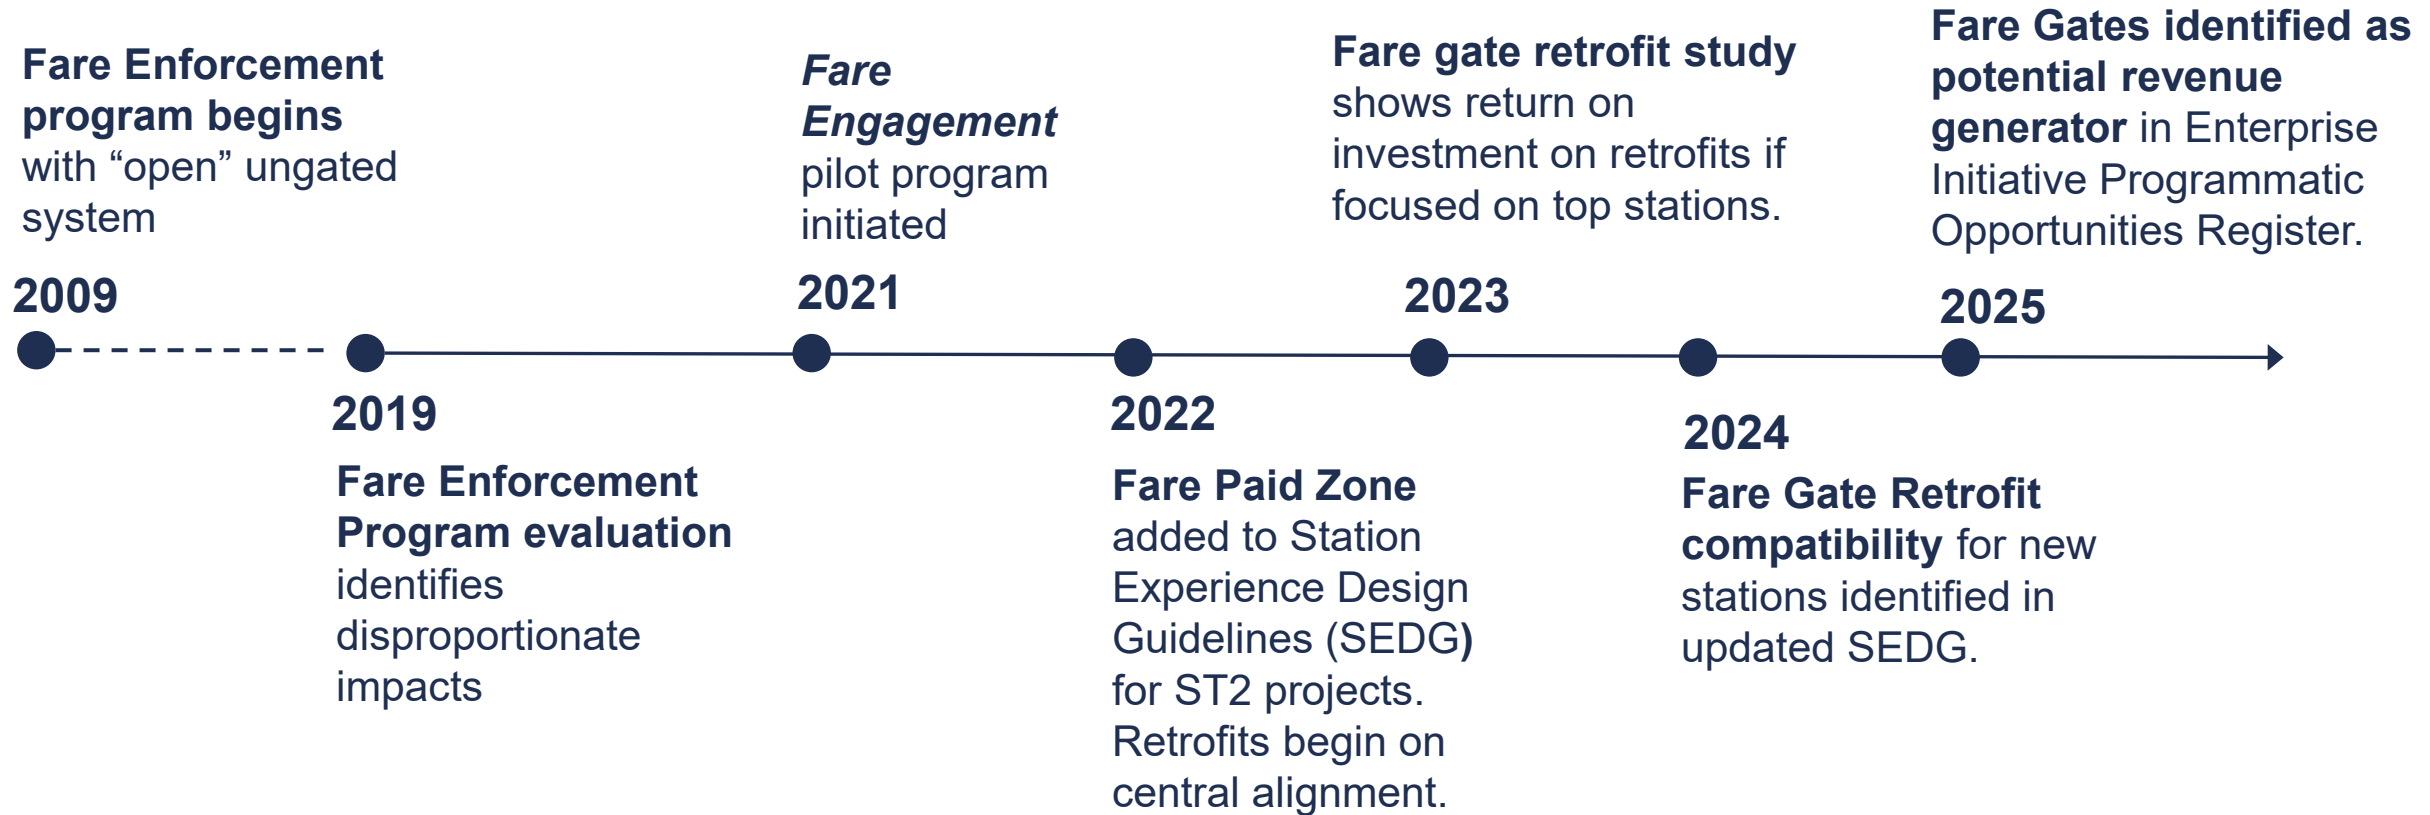 Fare Enforcement
program begins
with “open” ungated
system
2009
2019
Fare Enforcement
Program evaluation
identifies
disproportionate
impacts
Fare
Engagement
pilot program
initiated
2021
2022
Fare Paid Zone
added to Station
Experience Design
Guidelines (SEDG)
for ST2 projects.
Retrofits begin on
central alignment.
Fare gate retrofit study
shows return on
investment on retrofits if
focused on top stations.
2023
2024
Fare Gate Retrofit
compatibility for new
stations identified in
updated SEDG.
Fare Gates identified as
potential revenue
generator in Enterprise
Initiative Programmatic
Opportunities Register.
2025